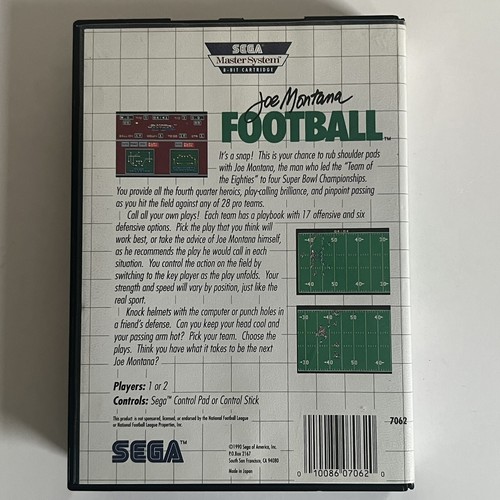 SEGA
Master System™
8-BIT CARTRIDGE
Joe Montana
FOOTBALL™
It's a snap! This is your chance to rub shoulder pads
with Joe Montana, the man who led the "Team of
the Eighties" to four Super Bowl Championships.
You provide all the fourth quarter heroics, play-calling brilliance, and pinpoint passing
as you hit the field against any of 28 pro teams.
Call all your own plays! Each team has a playbook with 17 offensive and six
defensive options. Pick the play that you think will
work best, or take the advice of Joe Montana himself,
as he recommends the play he would call in each
situation. You control the action on the field by
switching to the key player as the play unfolds. Your
strength and speed will vary by position, just like the
real sport.
Knock helmets with the computer or punch holes in
a friend's defense. Can you keep your head cool and
your passing arm hot? Pick your team. Choose the
plays. Think you have what it takes to be the next
Joe Montana?
Players: 1 or 2
Controls: Sega™ Control Pad or Control Stick
This product is not sponsored, licensed, or endorsed by the National Football League
or National Football League Properties, Inc.
SEGA™
©1990 Sega of America, Inc.
P.O. Box 2167
South San Francisco, CA 94080
Made in Japan
7062
0 10086 07062 0